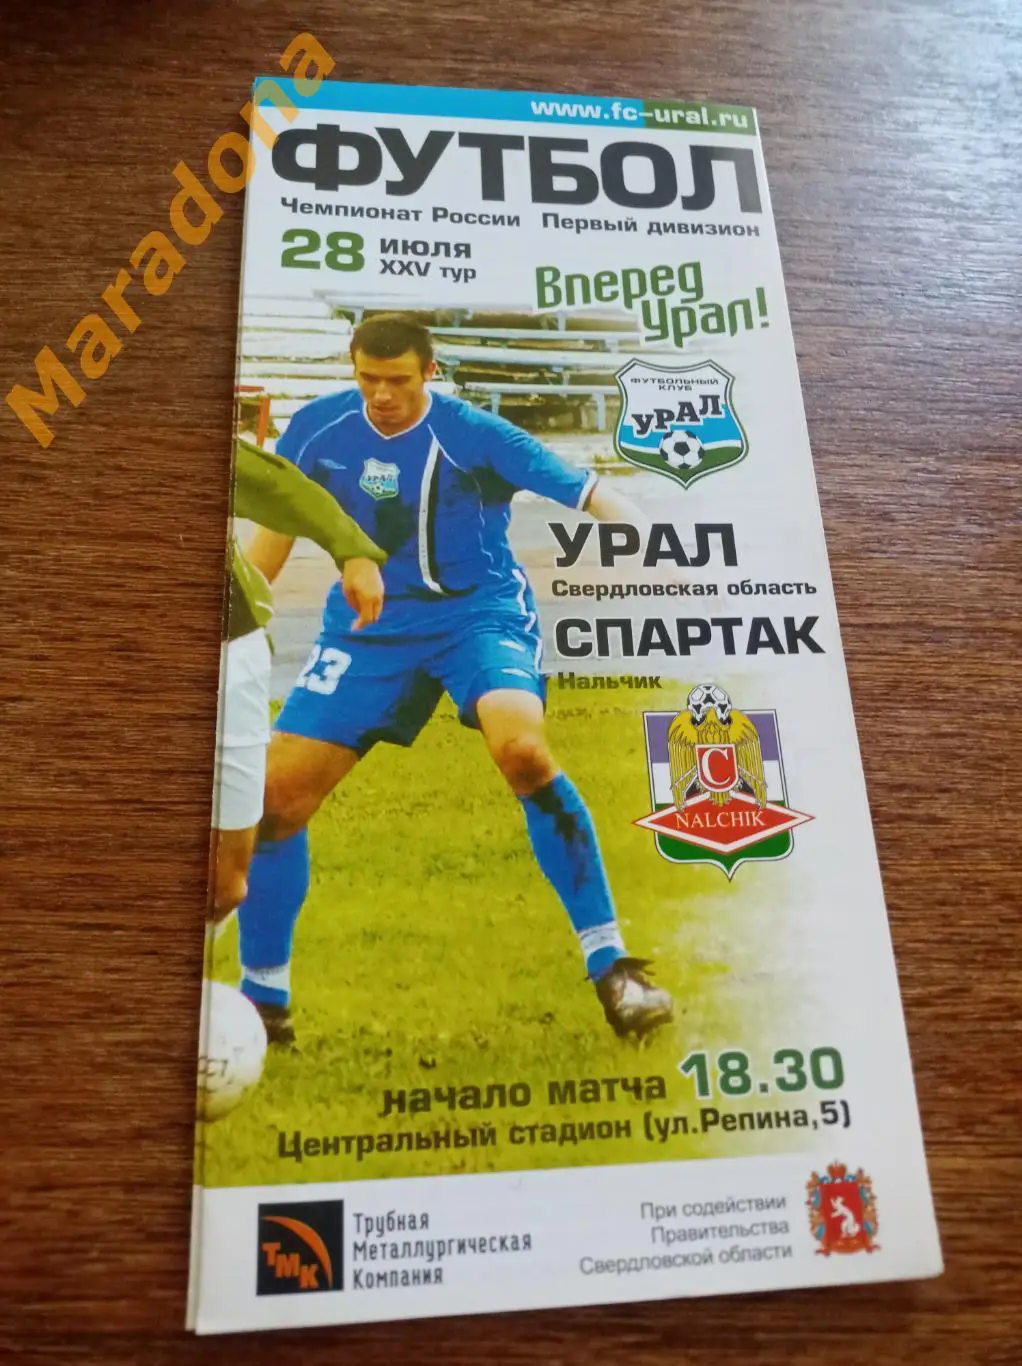 Maradona
www.fc-ural.ru
ФУТБОЛ
Чемпионат России Первый дивизион
28 июля
XXV тур
Вперед
Урал!
ФУТБОЛЬНЫЙ
КЛУБ
УРАЛ
УРАЛ
23
УРАЛ
Свердловская область
СПАРТАК
Нальчик
С
NALCHIK
начало матча 18.30
Центральный стадион (ул.Репина,5)
ТМК
Трубная
Металлургическая
Компания
При содействии
Правительства
Свердловской области